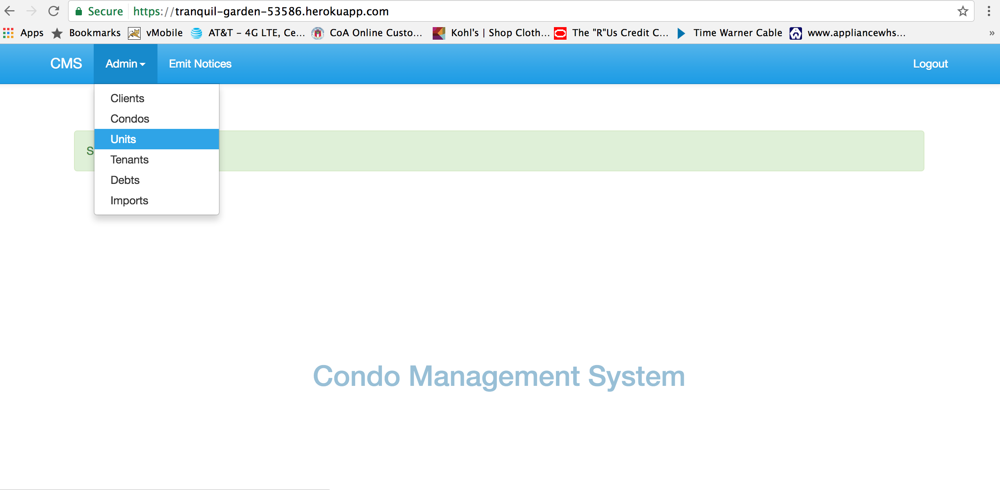 Secure https://tranquil-garden-53586.herokuapp.com
Apps Bookmarks vMobile AT&T – 4G LTE, Ce... CoA Online Custo... Kohl's | Shop Cloth... The "R"Us Credit C... Time Warner Cable www.appliancewhs... »
CMS Admin Emit Notices Logout
Clients
Condos
Units
S
Tenants
Debts
Imports
Condo Management System